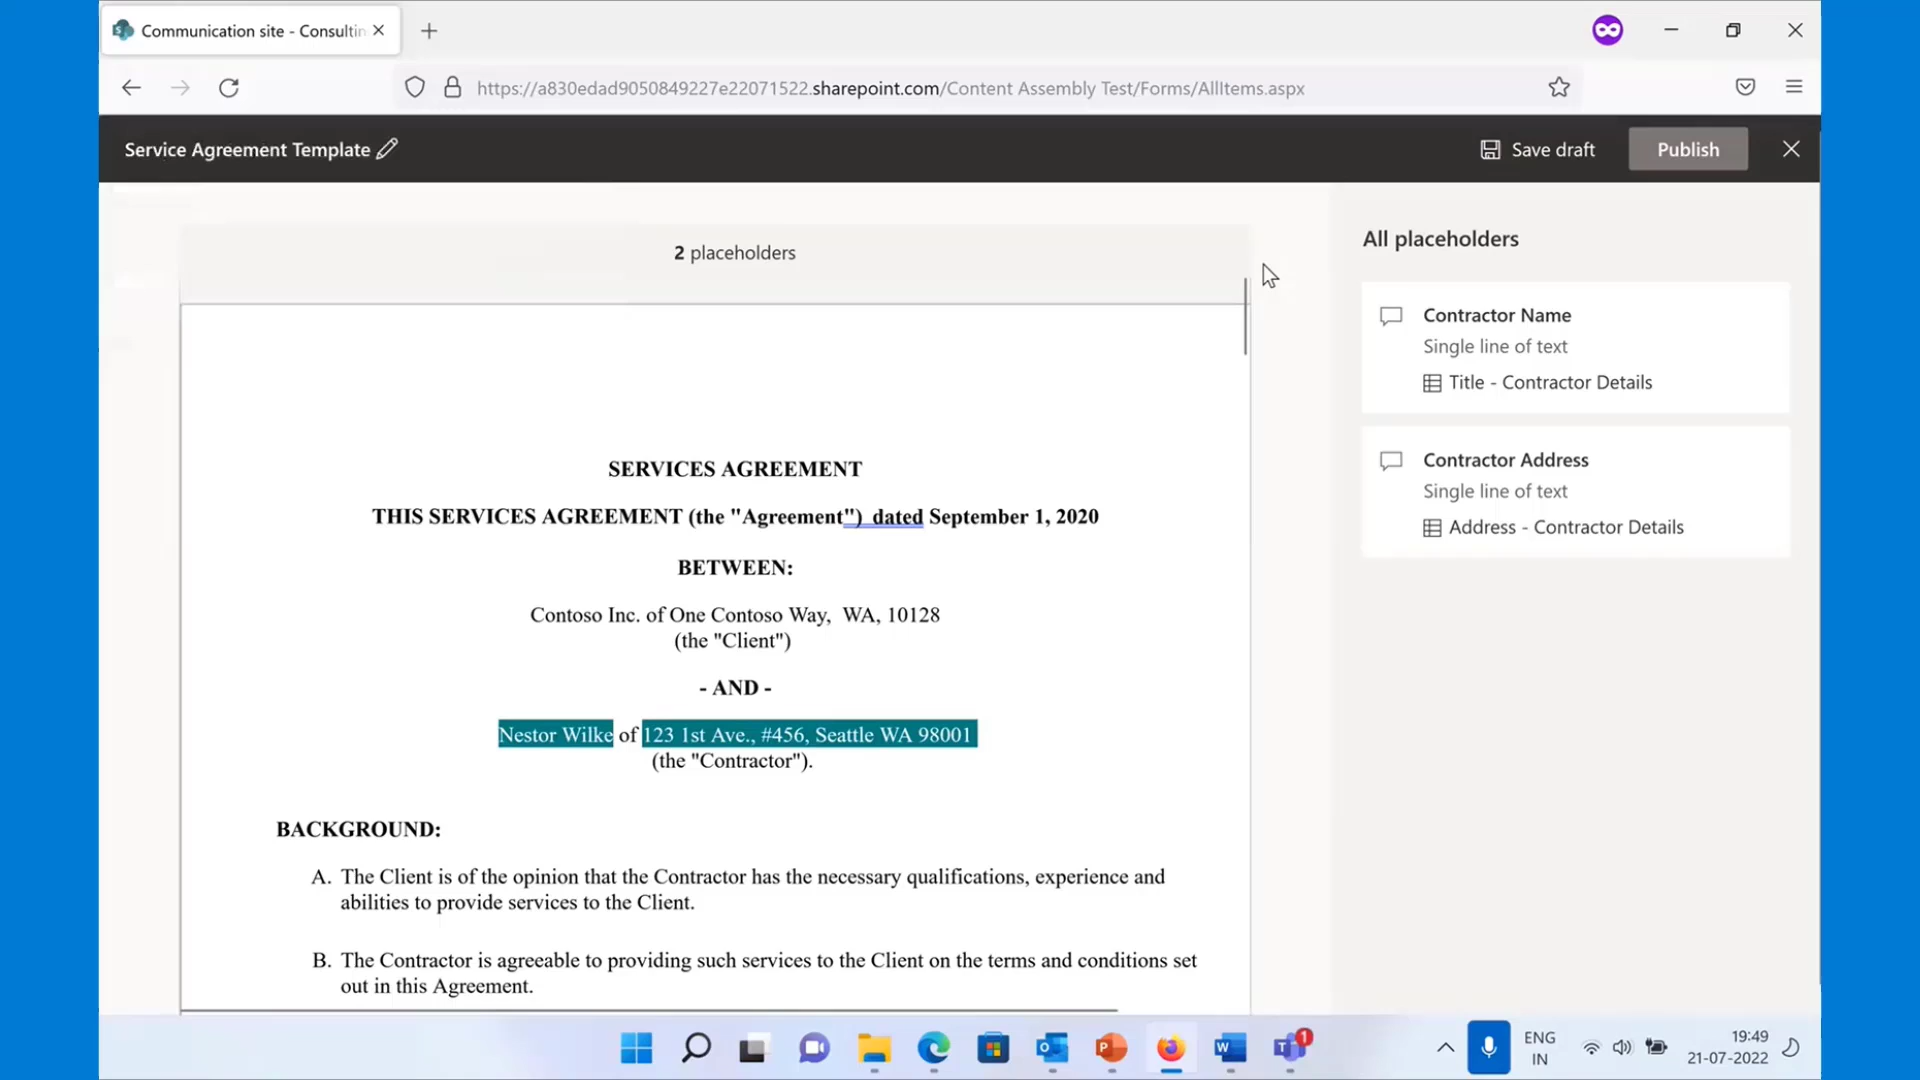 Communication site - Consultin
https://a830edad9050849227e22071522.sharepoint.com/Content Assembly Test/Forms/AllItems.aspx
Service Agreement Template
Save draft
Publish
2 placeholders
All placeholders
Contractor Name
Single line of text
Title - Contractor Details
Contractor Address
Single line of text
Address - Contractor Details
SERVICES AGREEMENT
THIS SERVICES AGREEMENT (the "Agreement") dated September 1, 2020
BETWEEN:
Contoso Inc. of One Contoso Way, WA, 10128
(the "Client")
- AND -
Nestor Wilke of 123 1st Ave., #456, Seattle WA 98001
(the "Contractor").
BACKGROUND:
A. The Client is of the opinion that the Contractor has the necessary qualifications, experience and
abilities to provide services to the Client.
B. The Contractor is agreeable to providing such services to the Client on the terms and conditions set
out in this Agreement.
ENG
IN
19:49
21-07-2022
1